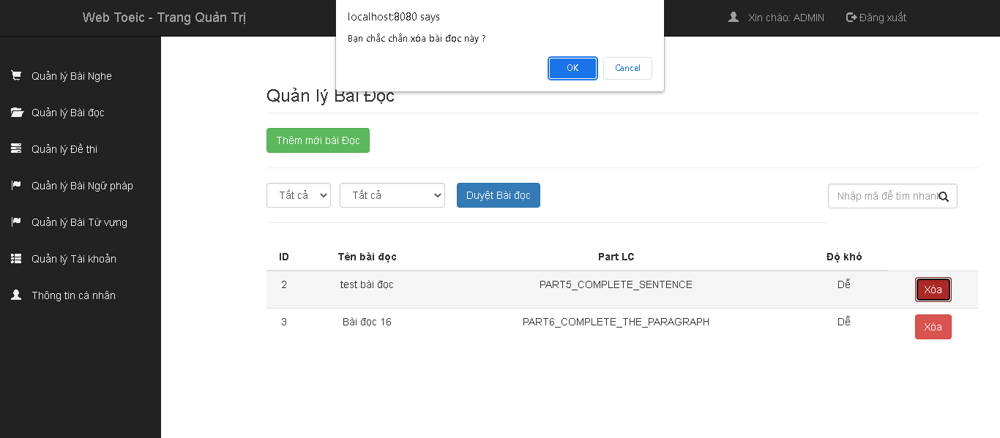 Web Toeic - Trang Quản Trị
Xin chào: ADMIN
Đăng xuất
localhost:8080 says
Bạn chắc chắn xóa bài đọc này ?
OK
Cancel
Quản lý Bài Nghe
Quản lý Bài đọc
Quản lý Đề thi
Quản lý Bài Ngữ pháp
Quản lý Bài Từ vựng
Quản lý Tài khoản
Thông tin cá nhân
Quản lý Bài Đọc
Thêm mới bài Đọc
Tất cả
Tất cả
Duyệt Bài đọc
Nhập mã để tìm nhanh
ID Tên bài đọc Part LC Độ khó
2 test bài đọc PART5_COMPLETE_SENTENCE Dễ Xóa
3 Bài đọc 16 PART6_COMPLETE_THE_PARAGRAPH Dễ Xóa